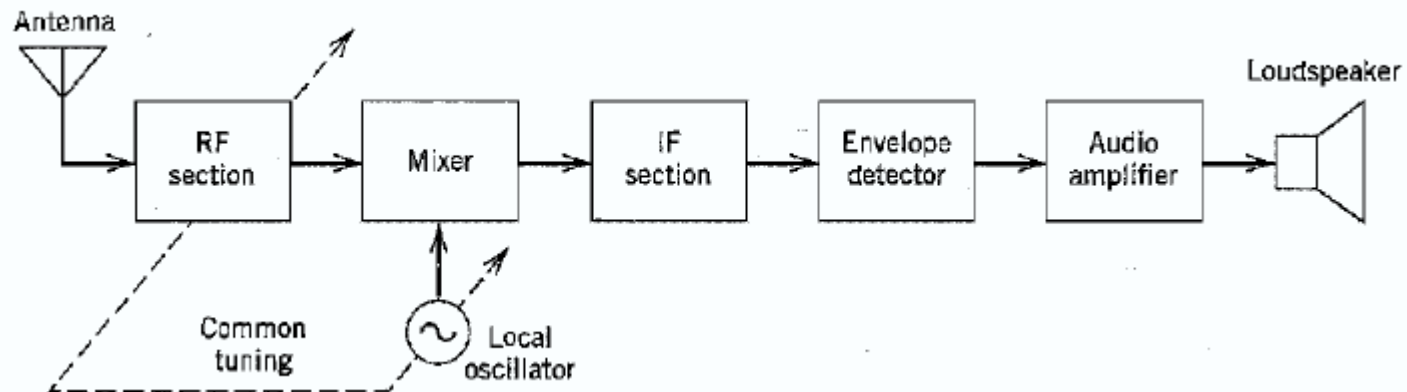 Antenna
RF
section
Mixer
IF
section
Envelope
detector
Audio
amplifier
Loudspeaker
Common
tuning
Local
oscillator